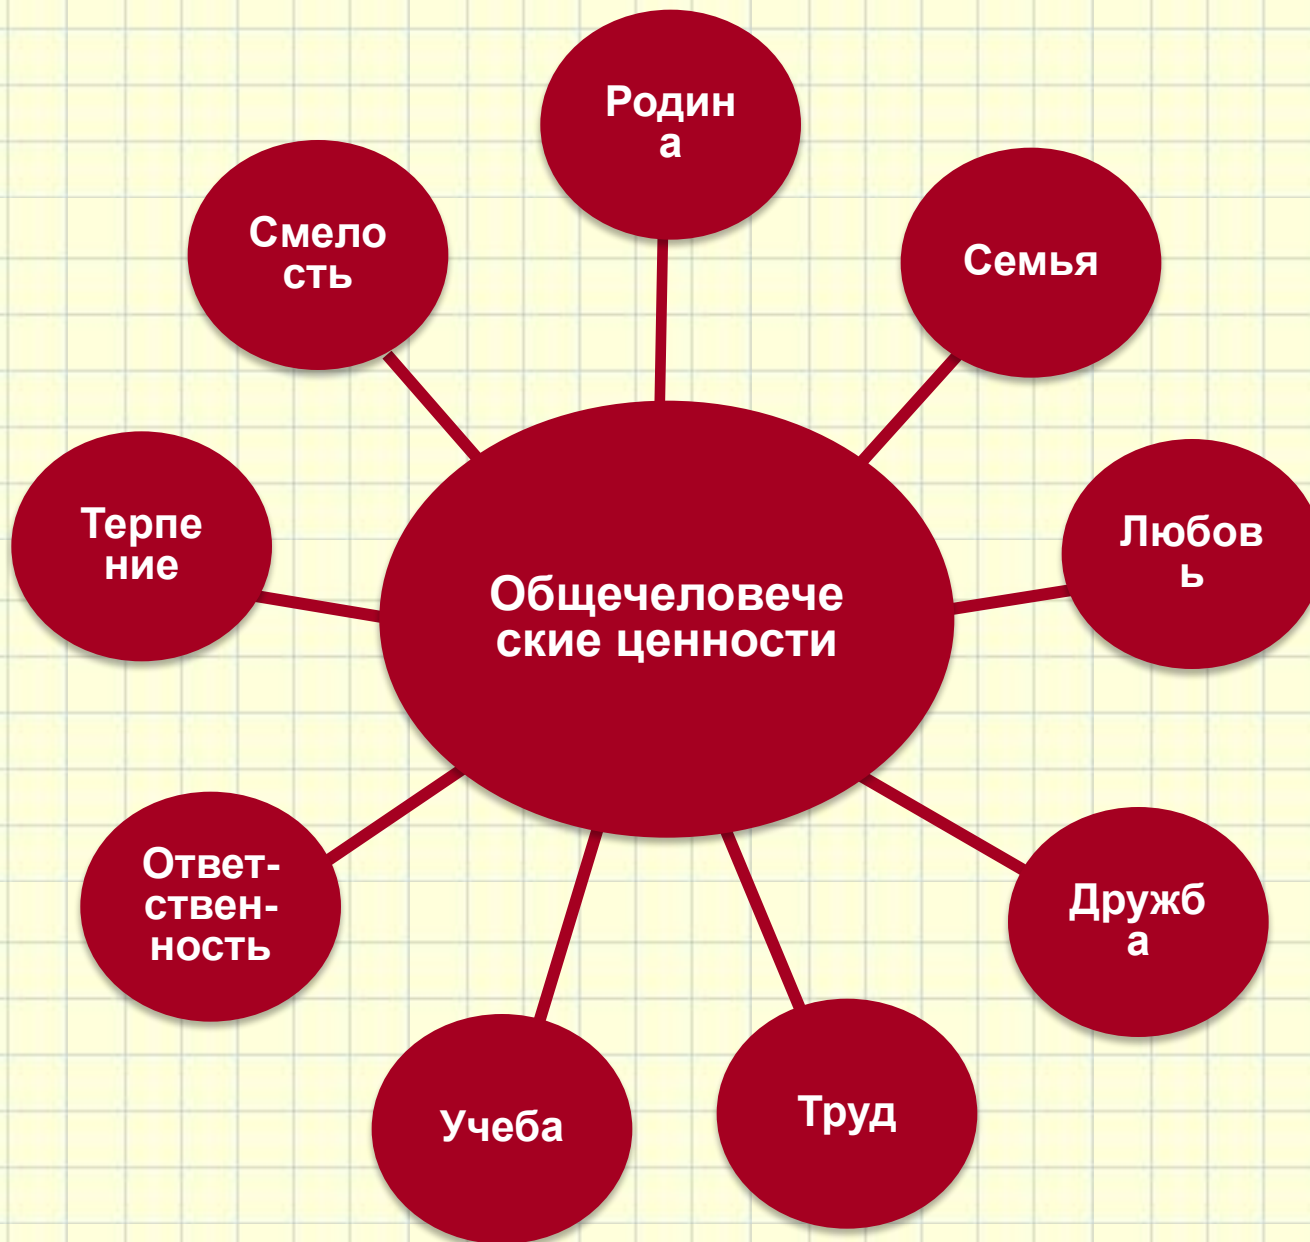 Родин
а
Смело
сть
Семья
Терпе
ние
Любов
ь
Общечеловече
ские ценности
Ответ-
ствен-
ность
Дружб
а
Учеба
Труд